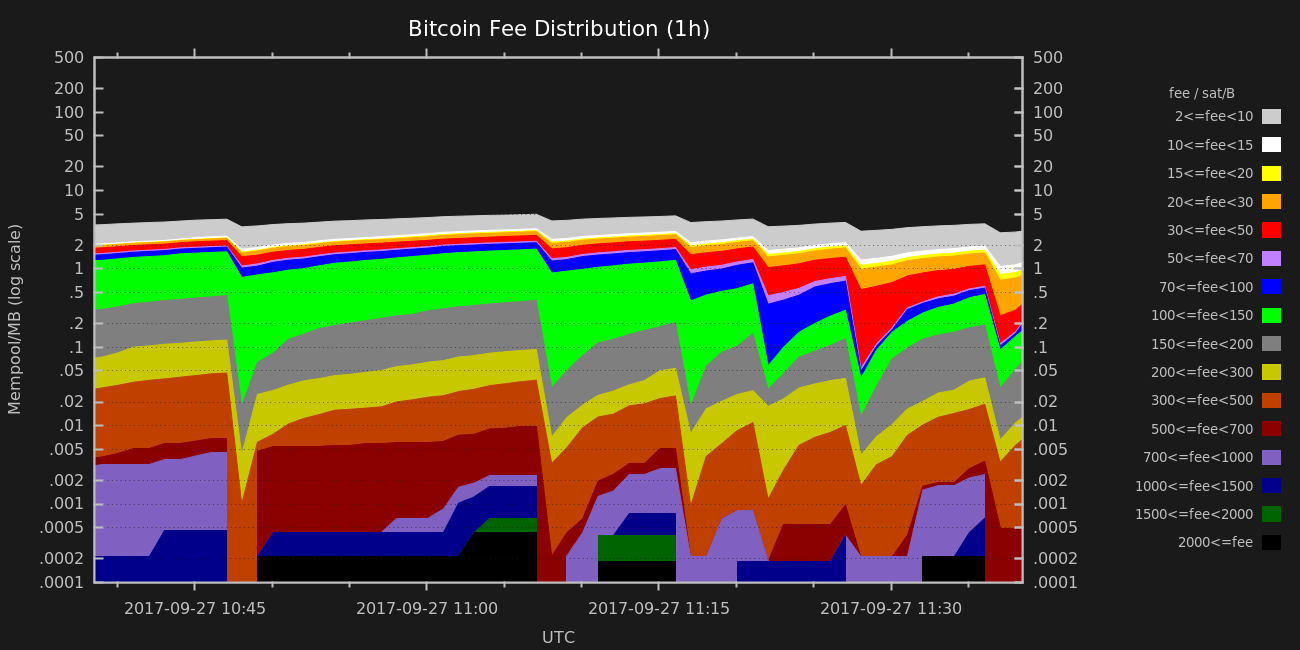 Bitcoin Fee Distribution (1h)
500
200
100
50
20
10
5
2
1
.5
.2
.1
.05
.02
.01
.005
.002
.001
.0005
.0002
.0001
Mempool/MB (log scale)
500
200
100
50
20
10
5
2
1
.5
.2
.1
.05
.02
.01
.005
.002
.001
.0005
.0002
.0001
2017-09-27 10:45
2017-09-27 11:00
2017-09-27 11:15
2017-09-27 11:30
UTC
fee / sat/B
2<=fee<10
10<=fee<15
15<=fee<20
20<=fee<30
30<=fee<50
50<=fee<70
70<=fee<100
100<=fee<150
150<=fee<200
200<=fee<300
300<=fee<500
500<=fee<700
700<=fee<1000
1000<=fee<1500
1500<=fee<2000
2000<=fee